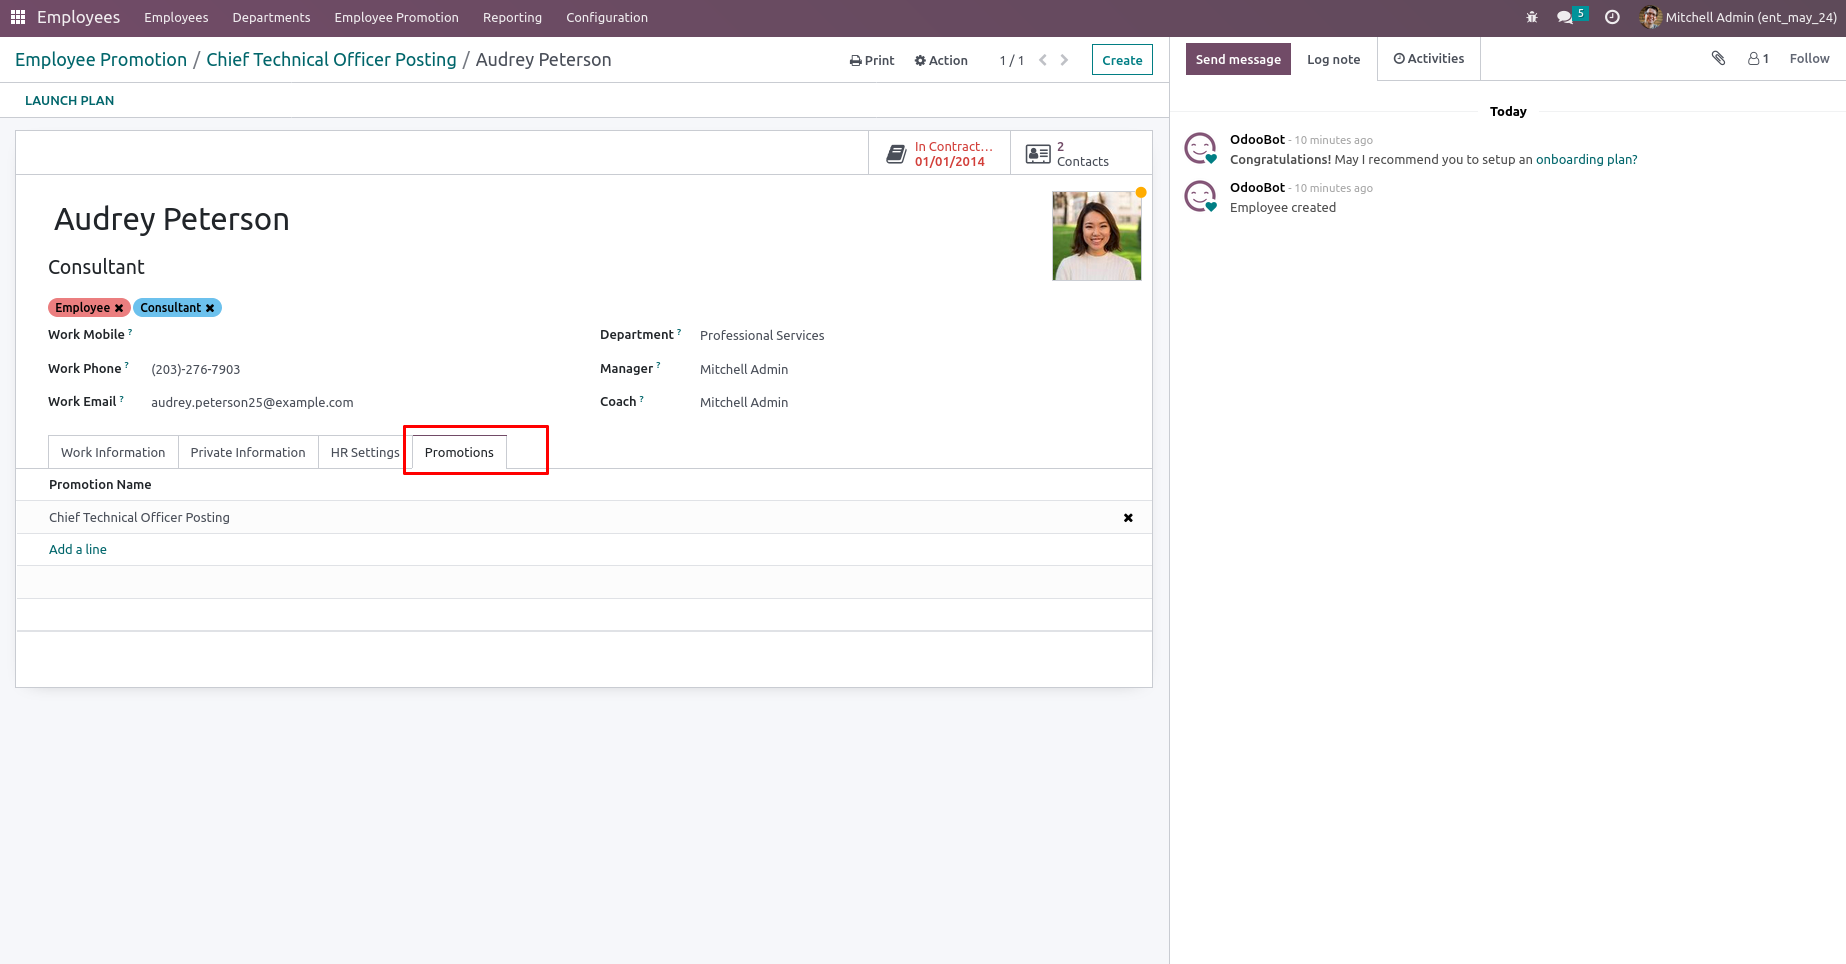 Employees Employees Departments Employee Promotion Reporting Configuration 5 Mitchell Admin (ent_may_24)
Employee Promotion / Chief Technical Officer Posting / Audrey Peterson Print Action 1 / 1 Create
Send message Log note Activities 1 Follow
LAUNCH PLAN
In Contract...
01/01/2014
2
Contacts
Audrey Peterson
Consultant
Employee Consultant
Work Mobile ? Department ? Professional Services
Work Phone ? (203)-276-7903 Manager ? Mitchell Admin
Work Email ? audrey.peterson25@example.com Coach ? Mitchell Admin
Work Information Private Information HR Settings Promotions
Promotion Name
Chief Technical Officer Posting
Add a line
Today
OdooBot - 10 minutes ago
Congratulations! May I recommend you to setup an onboarding plan?
OdooBot - 10 minutes ago
Employee created